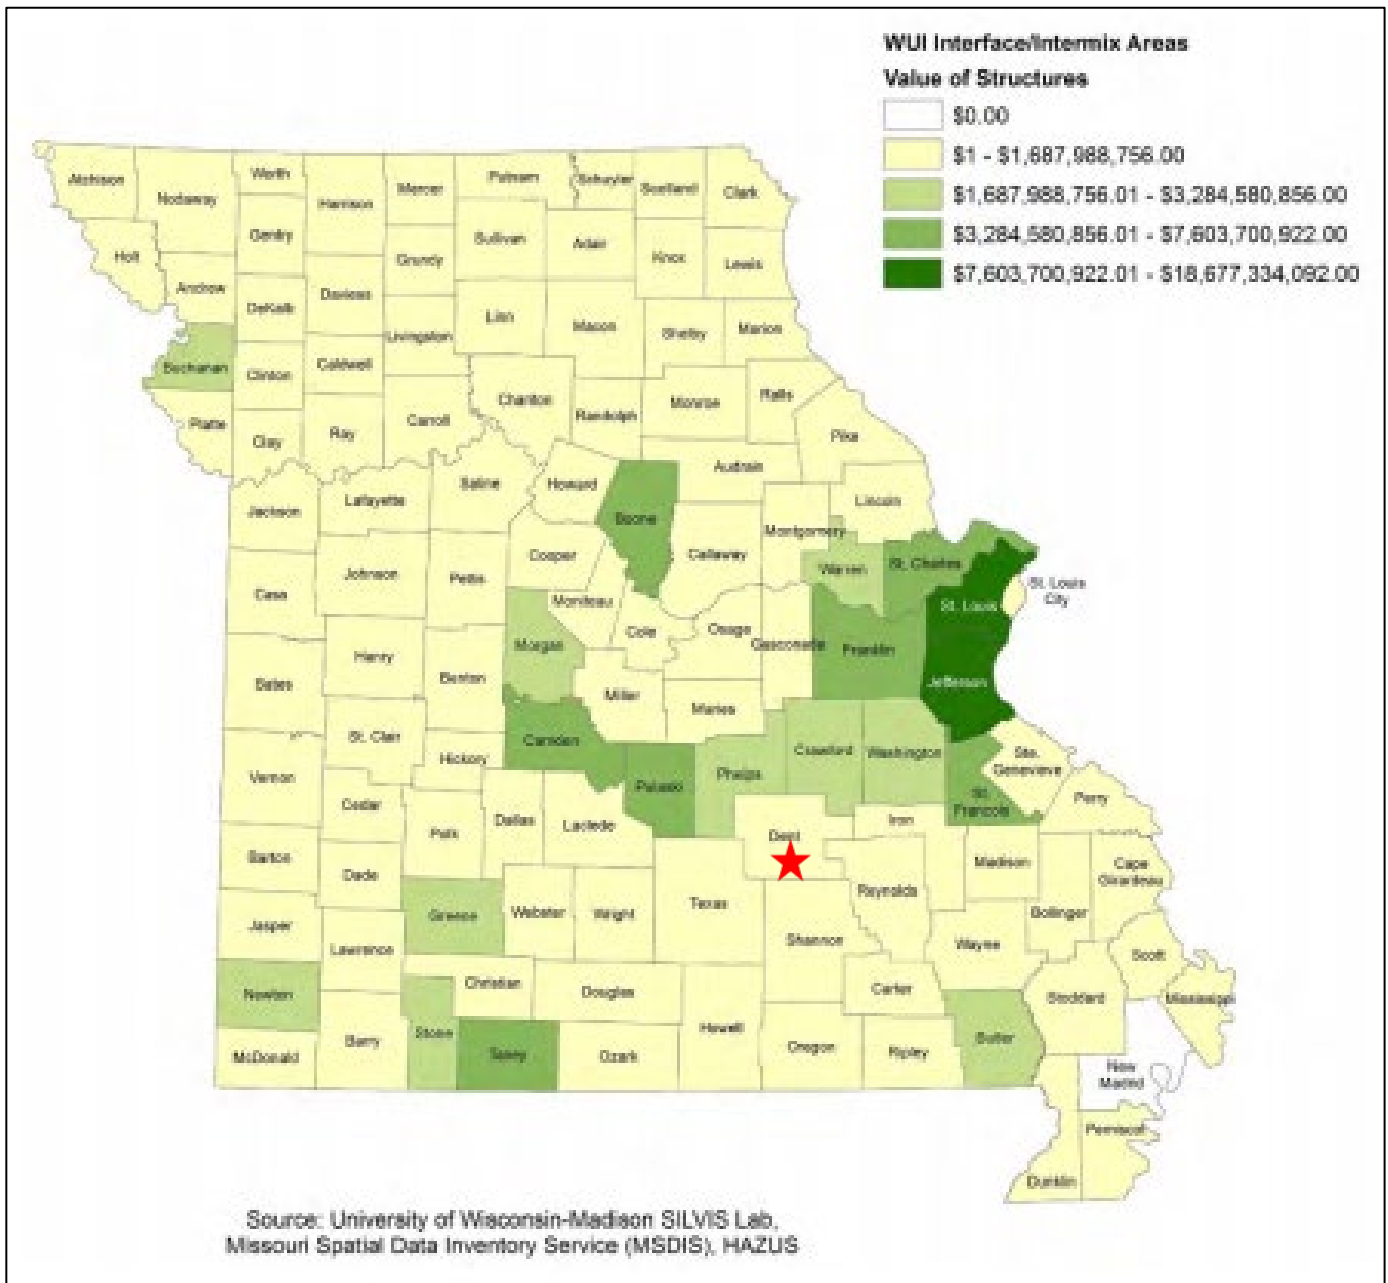 WUI Interface/Intermix Areas
Value of Structures
$0.00
$1 - $1,687,988,756.00
$1,687,988,756.01 - $3,284,580,856.00
$3,284,580,856.01 - $7,603,700,922.00
$7,603,700,922.01 - $18,677,334,092.00
Atchison
Nodaway
Worth
Harrison
Mercer
Putnam
Schuyler
Scotland
Clark
Holt
Andrew
Gentry
Grundy
Sullivan
Adair
Knox
Lewis
DeKalb
Daviess
Livingston
Linn
Macon
Shelby
Marion
Buchanan
Clinton
Caldwell
Chariton
Randolph
Monroe
Ralls
Platte
Clay
Ray
Carroll
Pike
Audrain
Jackson
Lafayette
Saline
Howard
Boone
Callaway
Montgomery
Lincoln
Cass
Johnson
Pettis
Cooper
Moniteau
Warren
St. Charles
St. Louis
St. Louis
City
Bates
Henry
Benton
Morgan
Cole
Osage
Gasconade
Franklin
Jefferson
Miller
Maries
Vernon
St. Clair
Hickory
Camden
Pulaski
Phelps
Crawford
Washington
Ste.
Genevieve
St.
Francois
Perry
Cedar
Polk
Dallas
Laclede
Dent
Iron
Barton
Dade
Madison
Cape
Girardeau
Jasper
Lawrence
Greene
Webster
Wright
Texas
Shannon
Reynolds
Bollinger
Wayne
Scott
Newton
Christian
Douglas
Carter
Stoddard
Mississippi
McDonald
Barry
Stone
Taney
Ozark
Howell
Oregon
Ripley
Butler
New
Madrid
Pemiscot
Dunklin
Source: University of Wisconsin-Madison SILVIS Lab,
Missouri Spatial Data Inventory Service (MSDIS), HAZUS